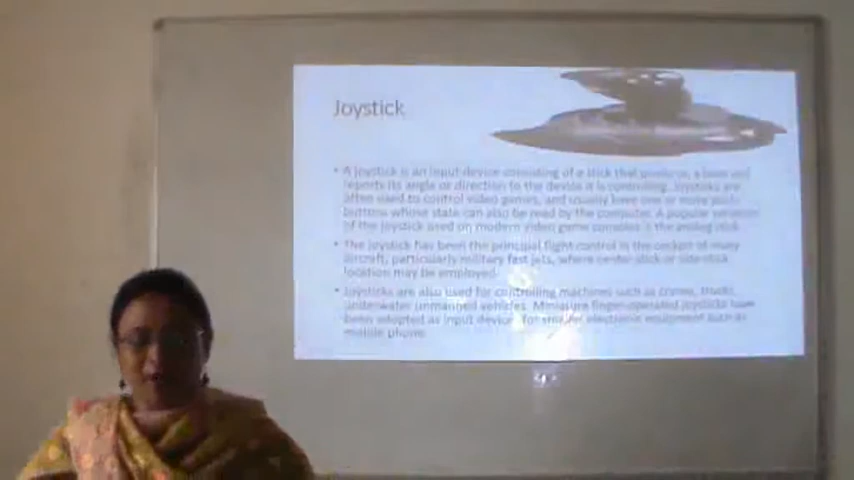 Joystick
• A joystick is an input device consisting of a stick that pivots on a base and
reports its angle or direction to the device it is controlling. Joysticks are
often used to control video games, and usually have one or more push-
buttons whose state can also be read by the computer. A popular variation
of the joystick used on modern video game consoles is the analog stick.
• The joystick has been the principal flight control in the cockpit of many
aircraft, particularly military fast jets, where center stick or side-stick
location may be employed.
• Joysticks are also used for controlling machines such as cranes, trucks,
underwater unmanned vehicles. Miniature finger-operated joysticks have
been adopted as input device for smaller electronic equipment such as
mobile phone.